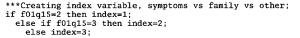 ***Creating index variable, symptoms vs family vs other;
if f01q15=2 then index=1;
else if f01q15=3 then index=2;
else index=3;